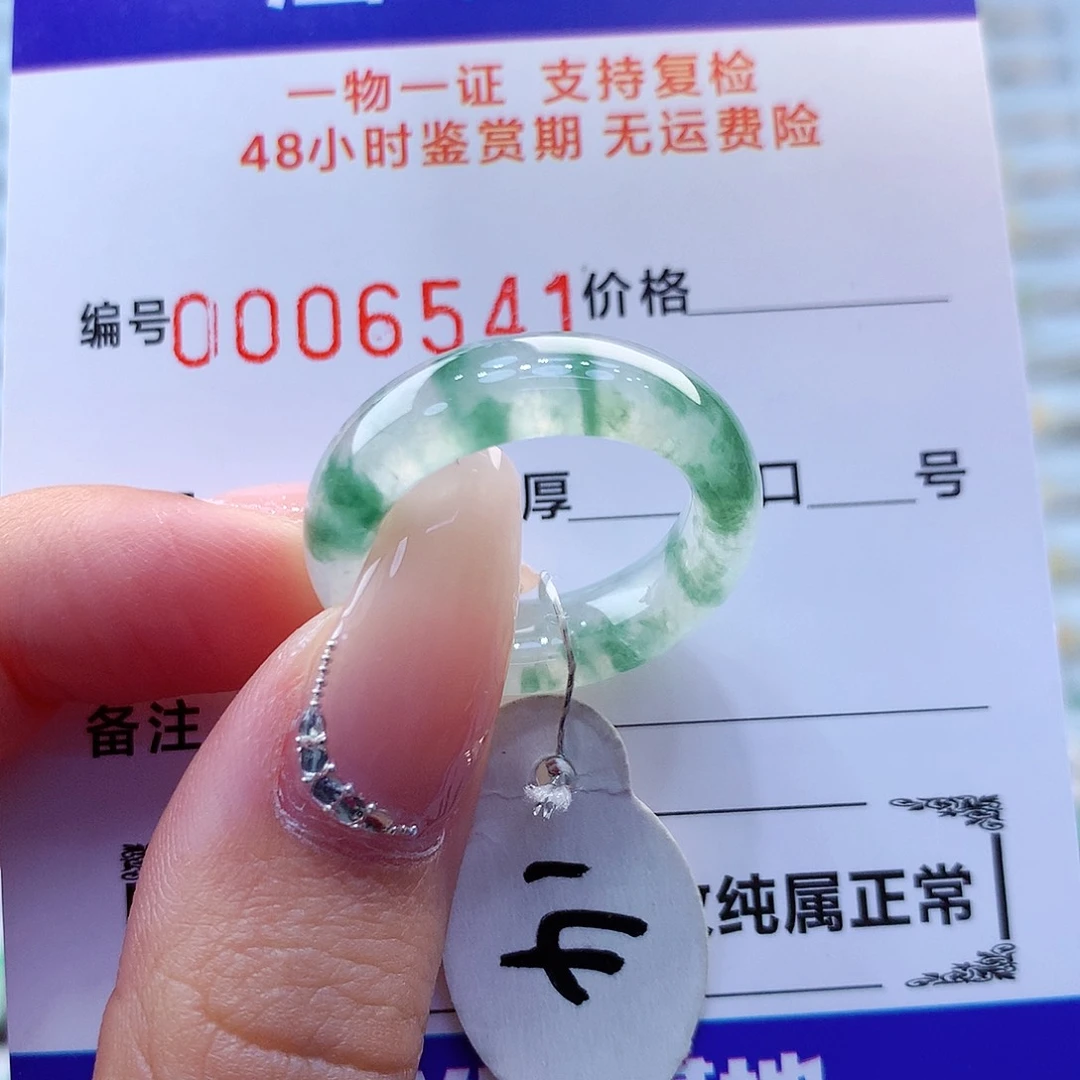 一物一证 支持复检
48小时鉴赏期 无运费险
编号0006541价格
厚 口 号
备注
纯属正常